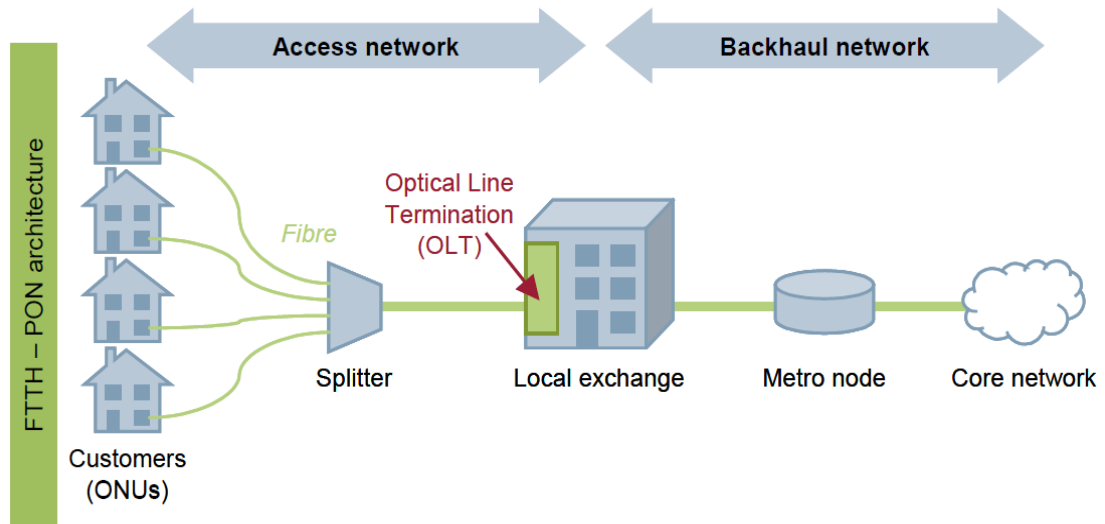 Access network
Backhaul network
FTTH – PON architecture
Optical Line
Termination
(OLT)
Fibre
Splitter
Local exchange
Metro node
Core network
Customers
(ONUs)